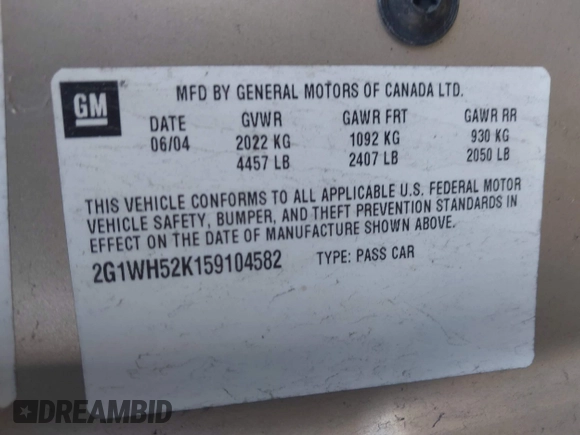 GM
MFD BY GENERAL MOTORS OF CANADA LTD.
DATE GVWR GAWR FRT GAWR RR
06/04 2022 KG 1092 KG 930 KG
4457 LB 2407 LB 2050 LB
THIS VEHICLE CONFORMS TO ALL APPLICABLE U.S. FEDERAL MOTOR
VEHICLE SAFETY, BUMPER, AND THEFT PREVENTION STANDARDS IN
EFFECT ON THE DATE OF MANUFACTURE SHOWN ABOVE.
2G1WH52K159104582 TYPE: PASS CAR
DREAMBID